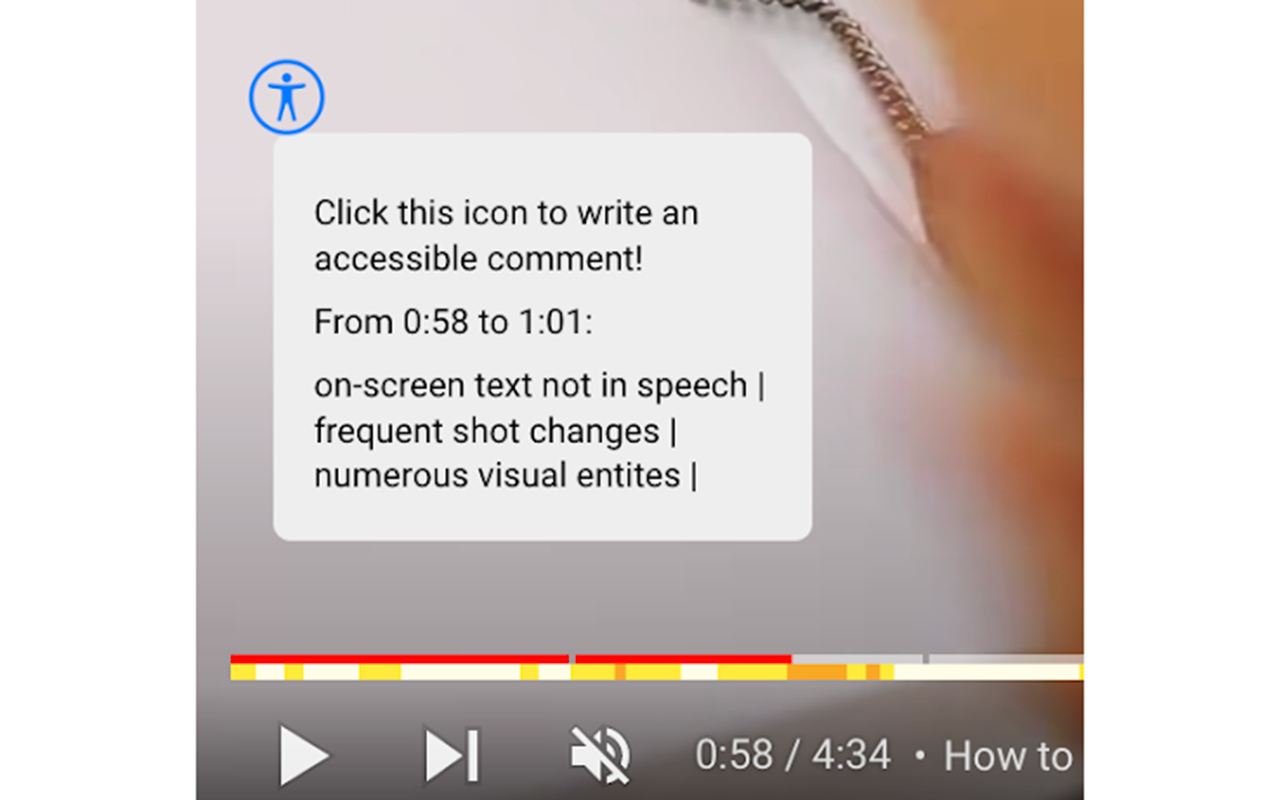 Click this icon to write an
accessible comment!
From 0:58 to 1:01:
on-screen text not in speech |
frequent shot changes |
numerous visual entites |
0:58 / 4:34 • How to